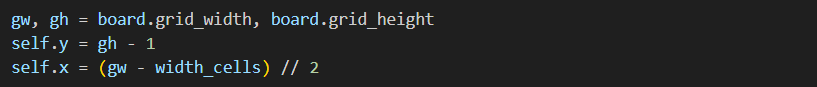 gw, gh = board.grid_width, board.grid_height
self.y = gh - 1
self.x = (gw - width_cells) // 2